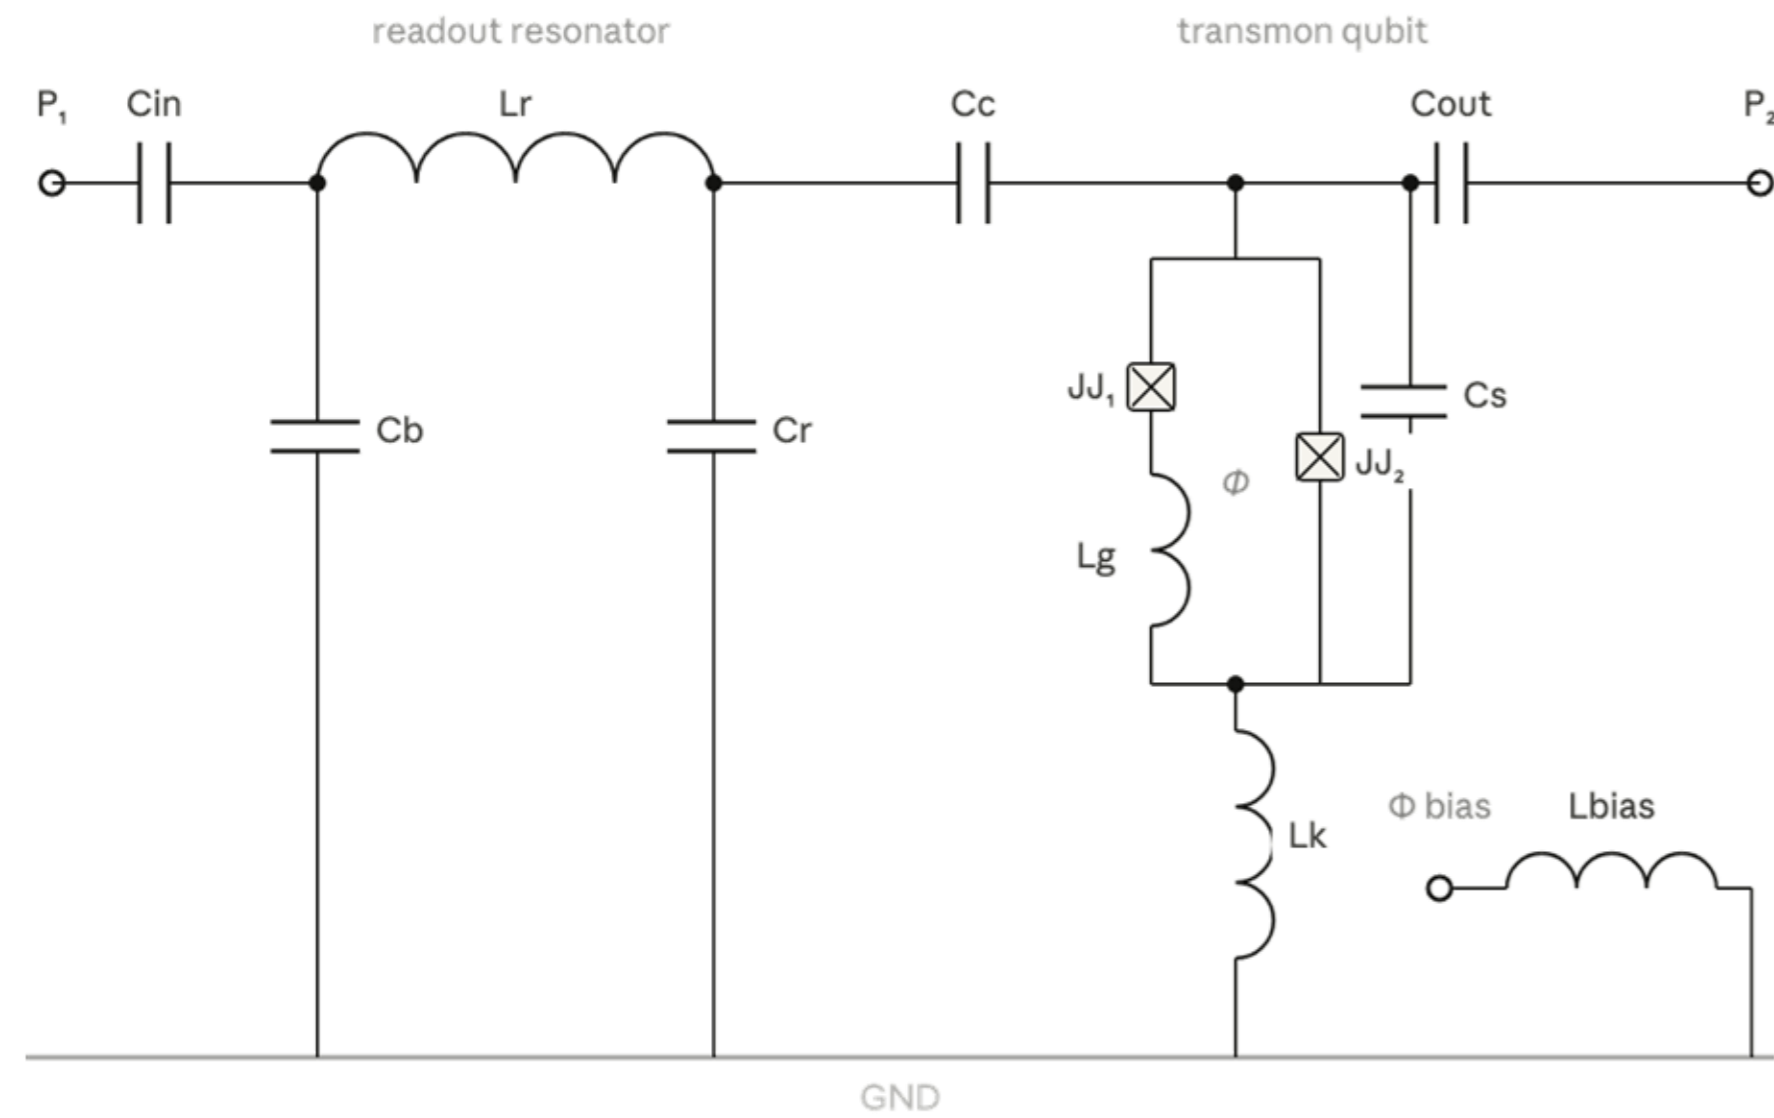 readout resonator
transmon qubit
P₁
Cin
Lr
Cc
Cout
P₂
JJ₁
Cs
Cb
Cr
JJ₂
Φ
Lg
Φ bias
Lbias
Lk
GND